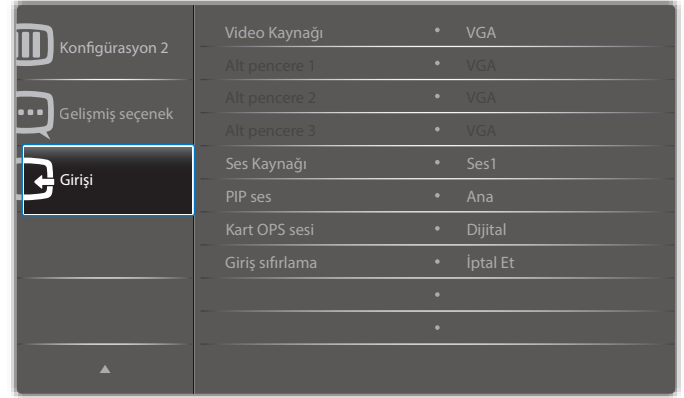 Konfigürasyon 2
Gelişmiş seçenek
Girişi
Video Kaynağı • VGA
Alt pencere 1 VGA
Alt pencere 2 VGA
Alt pencere 3 VGA
Ses Kaynağı • Ses1
PIP ses • Ana
Kart OPS sesi • Dijital
Giriş sıfırlama • İptal Et